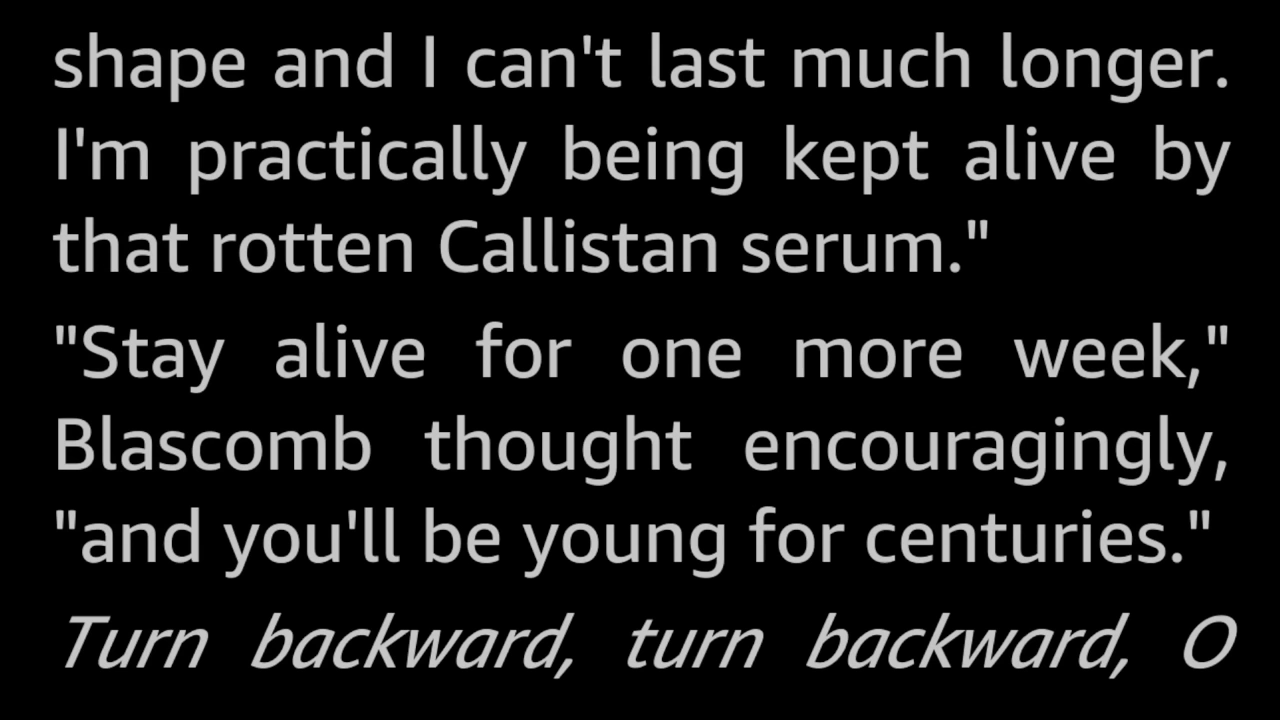 shape and I can't last much longer.
I'm practically being kept alive by
that rotten Callistan serum."
"Stay alive for one more week,"
Blascomb thought encouragingly,
"and you'll be young for centuries."
Turn backward, turn backward, O